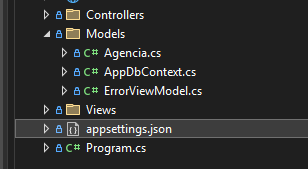 Controllers
Models
C# Agencia.cs
C# AppDbContext.cs
C# ErrorViewModel.cs
Views
appsettings.json
C# Program.cs